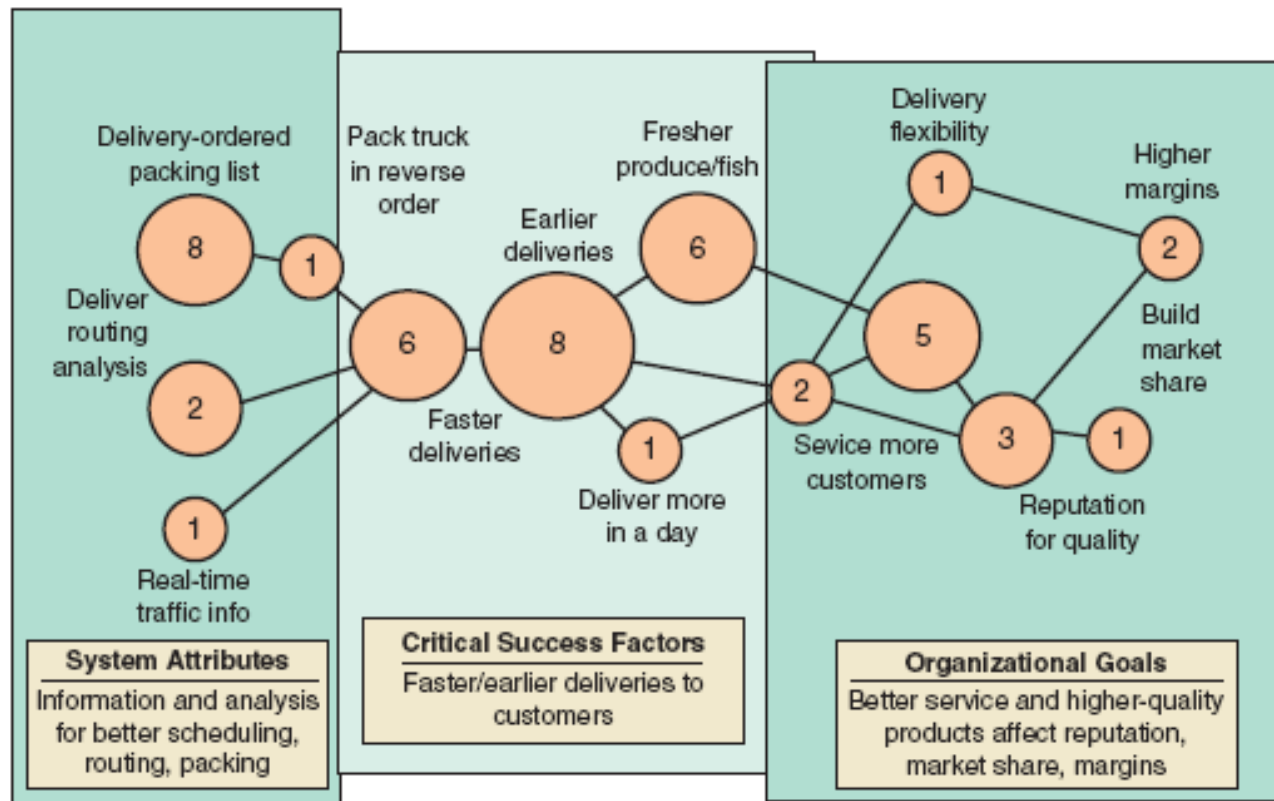 Delivery-ordered
packing list
8
1
Deliver
routing
analysis
2
1
Real-time
traffic info
System Attributes
Information and analysis
for better scheduling,
routing, packing
Pack truck
in reverse
order
6
Faster
deliveries
Earlier
deliveries
8
Fresher
produce/fish
6
1
Deliver more
in a day
Critical Success Factors
Faster/earlier deliveries to
customers
Delivery
flexibility
1
Higher
margins
2
Build
market
share
5
2
Sevice more
customers
3
1
Reputation
for quality
Organizational Goals
Better service and higher-quality
products affect reputation,
market share, margins